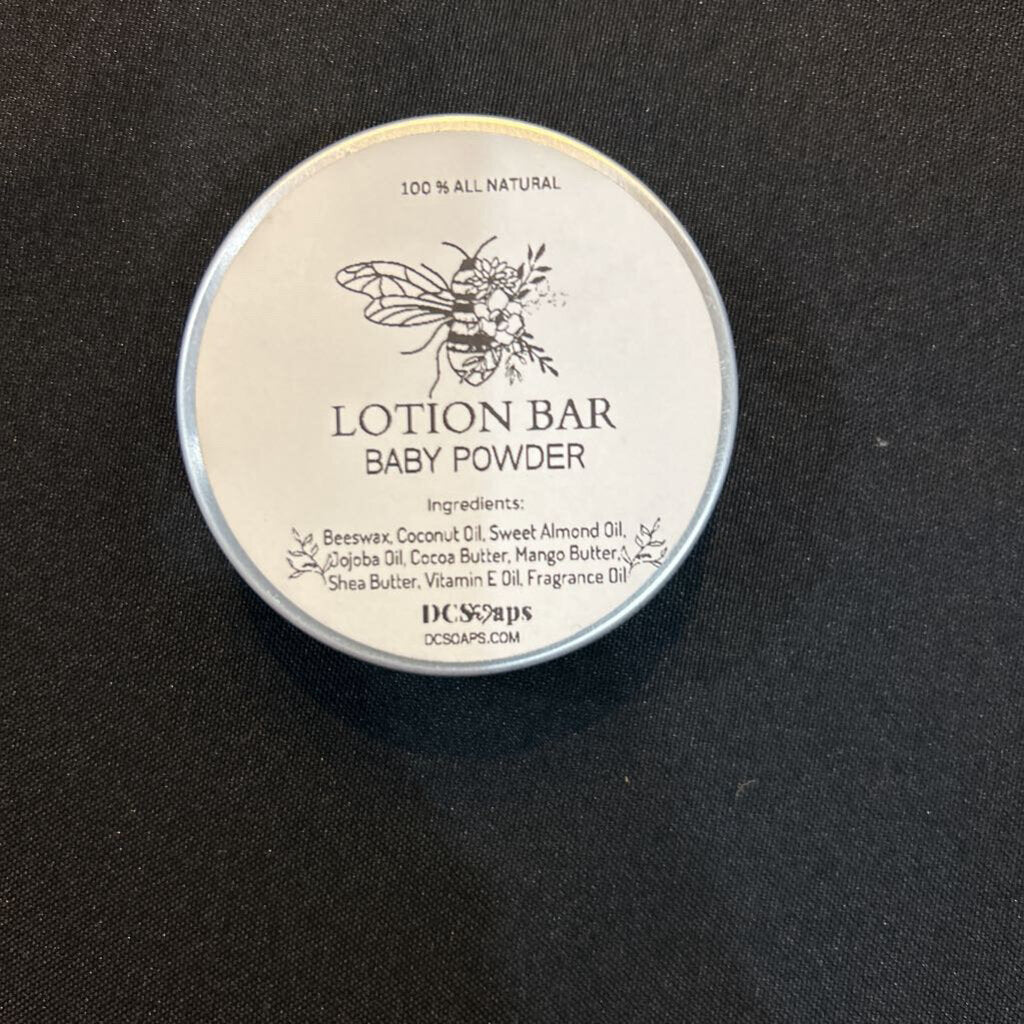 100 % ALL NATURAL
LOTION BAR
BABY POWDER
Ingredients:
Beeswax, Coconut Oil, Sweet Almond Oil,
Jojoba Oil, Cocoa Butter, Mango Butter,
Shea Butter, Vitamin E Oil, Fragrance Oil
DCSoaps
DCSOAPS.COM